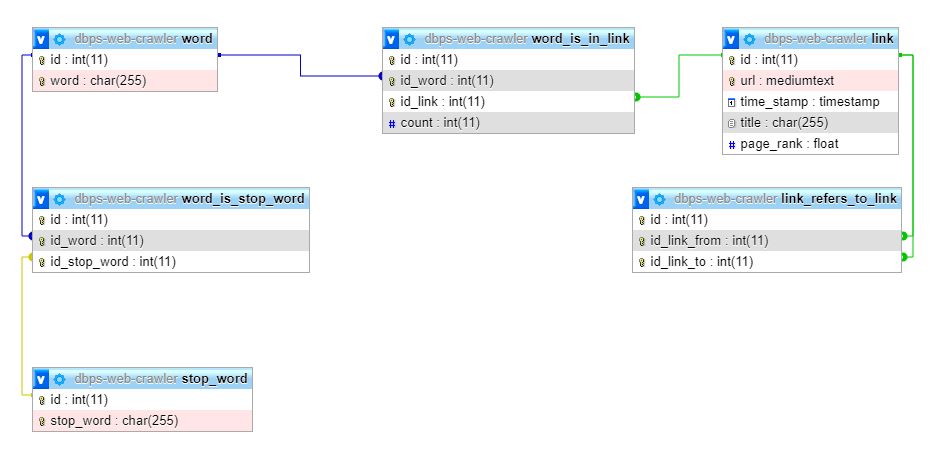 v dbps-web-crawler word
id : int(11)
word : char(255)
v dbps-web-crawler word_is_in_link
id : int(11)
id_word : int(11)
id_link : int(11)
# count : int(11)
v dbps-web-crawler link
id : int(11)
url : mediumtext
time_stamp : timestamp
title : char(255)
# page_rank : float
v dbps-web-crawler word_is_stop_word
id : int(11)
id_word : int(11)
id_stop_word : int(11)
v dbps-web-crawler link_refers_to_link
id : int(11)
id_link_from : int(11)
id_link_to : int(11)
v dbps-web-crawler stop_word
id : int(11)
stop_word : char(255)